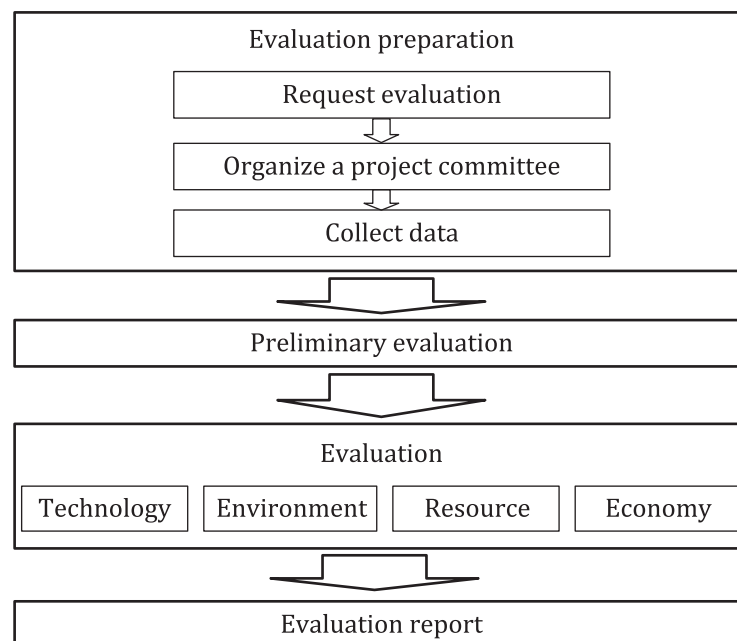 Evaluation preparation
Request evaluation
Organize a project committee
Collect data
Preliminary evaluation
Evaluation
Technology
Environment
Resource
Economy
Evaluation report